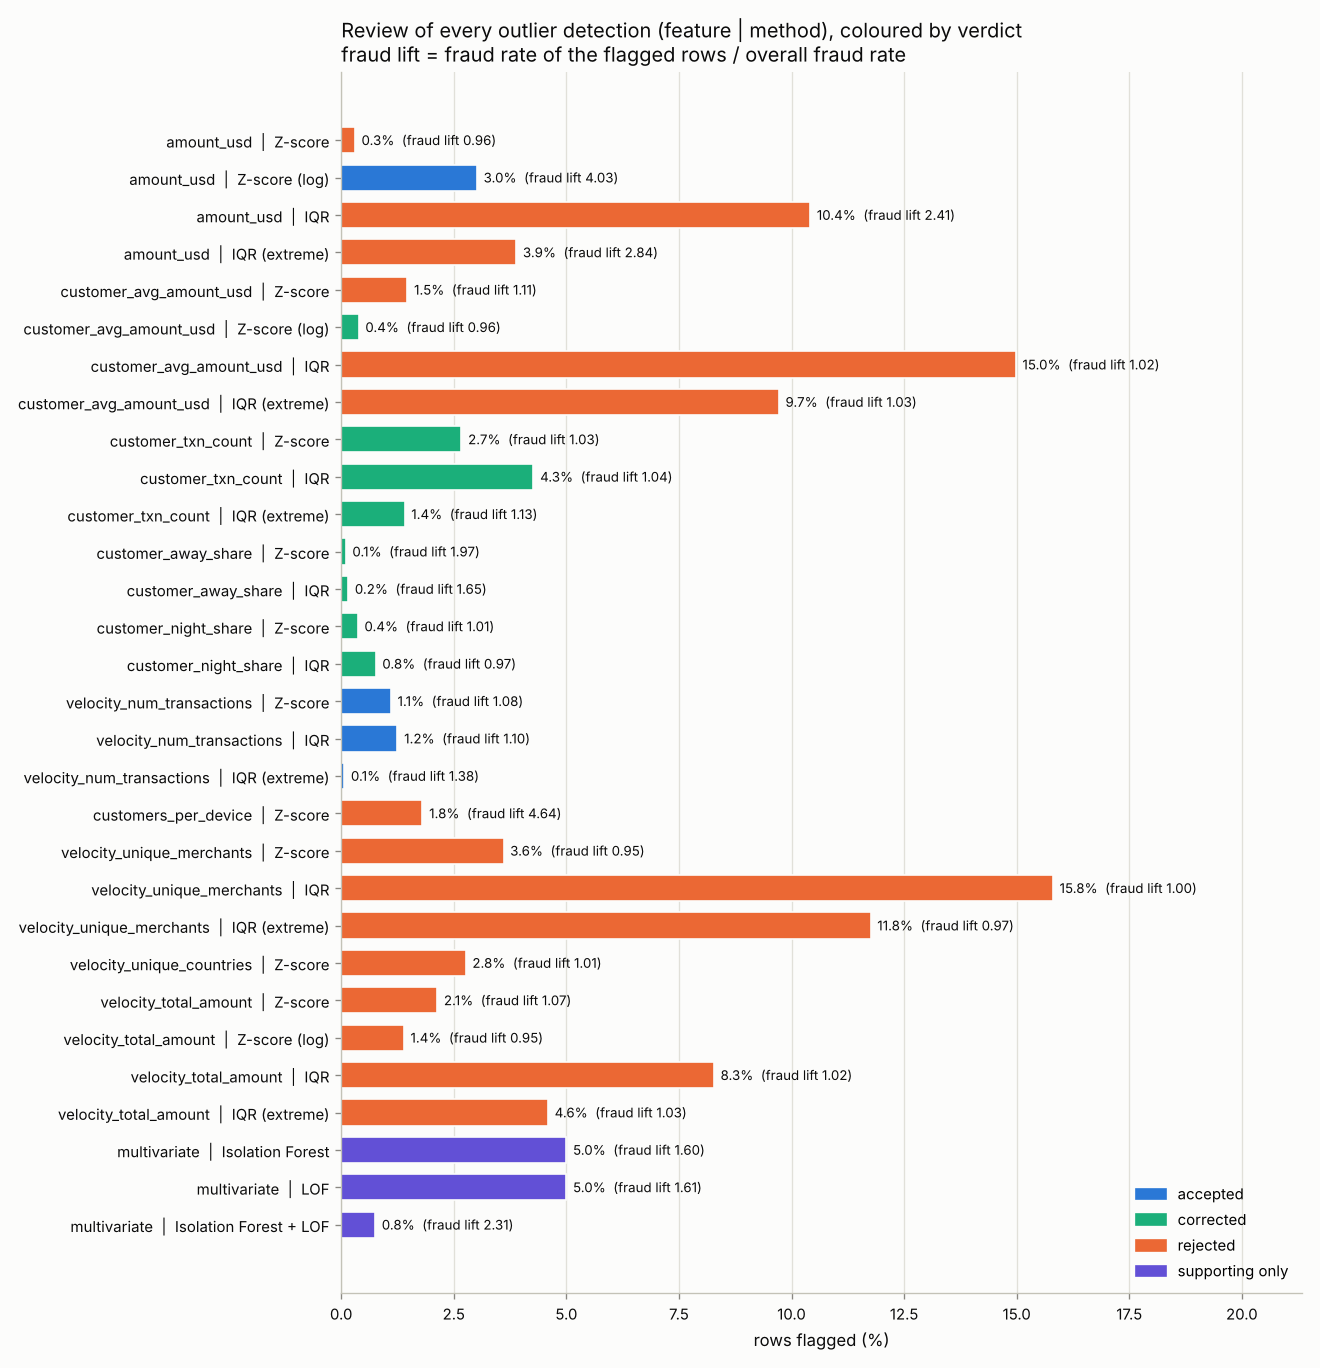 Review of every outlier detection (feature | method), coloured by verdict
fraud lift = fraud rate of the flagged rows / overall fraud rate
amount_usd | Z-score 0.3% (fraud lift 0.96)
amount_usd | Z-score (log) 3.0% (fraud lift 4.03)
amount_usd | IQR 10.4% (fraud lift 2.41)
amount_usd | IQR (extreme) 3.9% (fraud lift 2.84)
customer_avg_amount_usd | Z-score 1.5% (fraud lift 1.11)
customer_avg_amount_usd | Z-score (log) 0.4% (fraud lift 0.96)
customer_avg_amount_usd | IQR 15.0% (fraud lift 1.02)
customer_avg_amount_usd | IQR (extreme) 9.7% (fraud lift 1.03)
customer_txn_count | Z-score 2.7% (fraud lift 1.03)
customer_txn_count | IQR 4.3% (fraud lift 1.04)
customer_txn_count | IQR (extreme) 1.4% (fraud lift 1.13)
customer_away_share | Z-score 0.1% (fraud lift 1.97)
customer_away_share | IQR 0.2% (fraud lift 1.65)
customer_night_share | Z-score 0.4% (fraud lift 1.01)
customer_night_share | IQR 0.8% (fraud lift 0.97)
velocity_num_transactions | Z-score 1.1% (fraud lift 1.08)
velocity_num_transactions | IQR 1.2% (fraud lift 1.10)
velocity_num_transactions | IQR (extreme) 0.1% (fraud lift 1.38)
customers_per_device | Z-score 1.8% (fraud lift 4.64)
velocity_unique_merchants | Z-score 3.6% (fraud lift 0.95)
velocity_unique_merchants | IQR 15.8% (fraud lift 1.00)
velocity_unique_merchants | IQR (extreme) 11.8% (fraud lift 0.97)
velocity_unique_countries | Z-score 2.8% (fraud lift 1.01)
velocity_total_amount | Z-score 2.1% (fraud lift 1.07)
velocity_total_amount | Z-score (log) 1.4% (fraud lift 0.95)
velocity_total_amount | IQR 8.3% (fraud lift 1.02)
velocity_total_amount | IQR (extreme) 4.6% (fraud lift 1.03)
multivariate | Isolation Forest 5.0% (fraud lift 1.60)
multivariate | LOF 5.0% (fraud lift 1.61)
multivariate | Isolation Forest + LOF 0.8% (fraud lift 2.31)
accepted
corrected
rejected
supporting only
0.0 2.5 5.0 7.5 10.0 12.5 15.0 17.5 20.0
rows flagged (%)